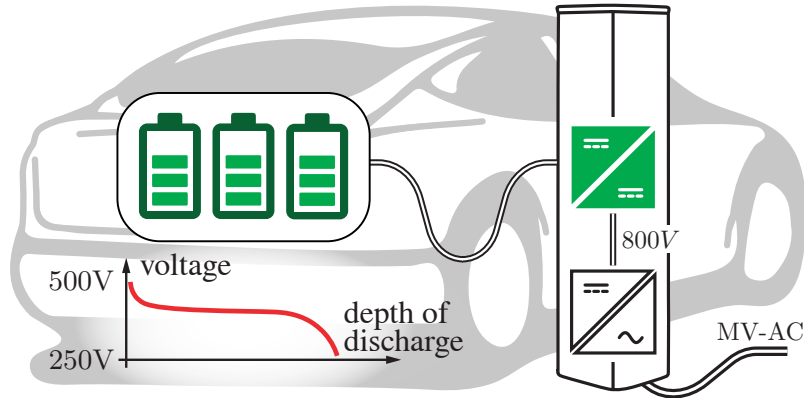 500V
voltage
800V
depth of
discharge
MV-AC
250V